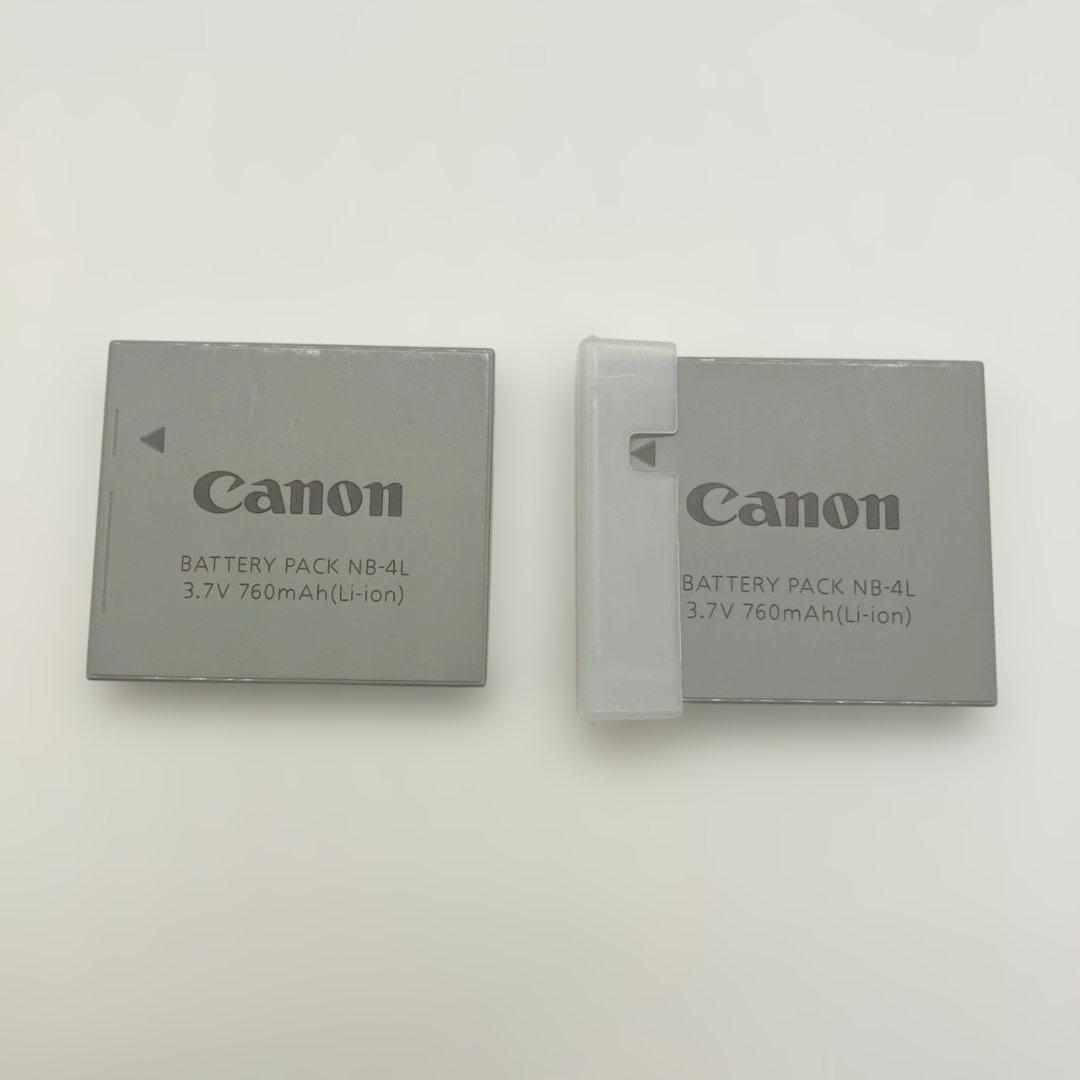 Canon
BATTERY PACK NB-4L
3.7V 760mAh(Li-ion)
Canon
BATTERY PACK NB-4L
3.7V 760mAh(Li-ion)